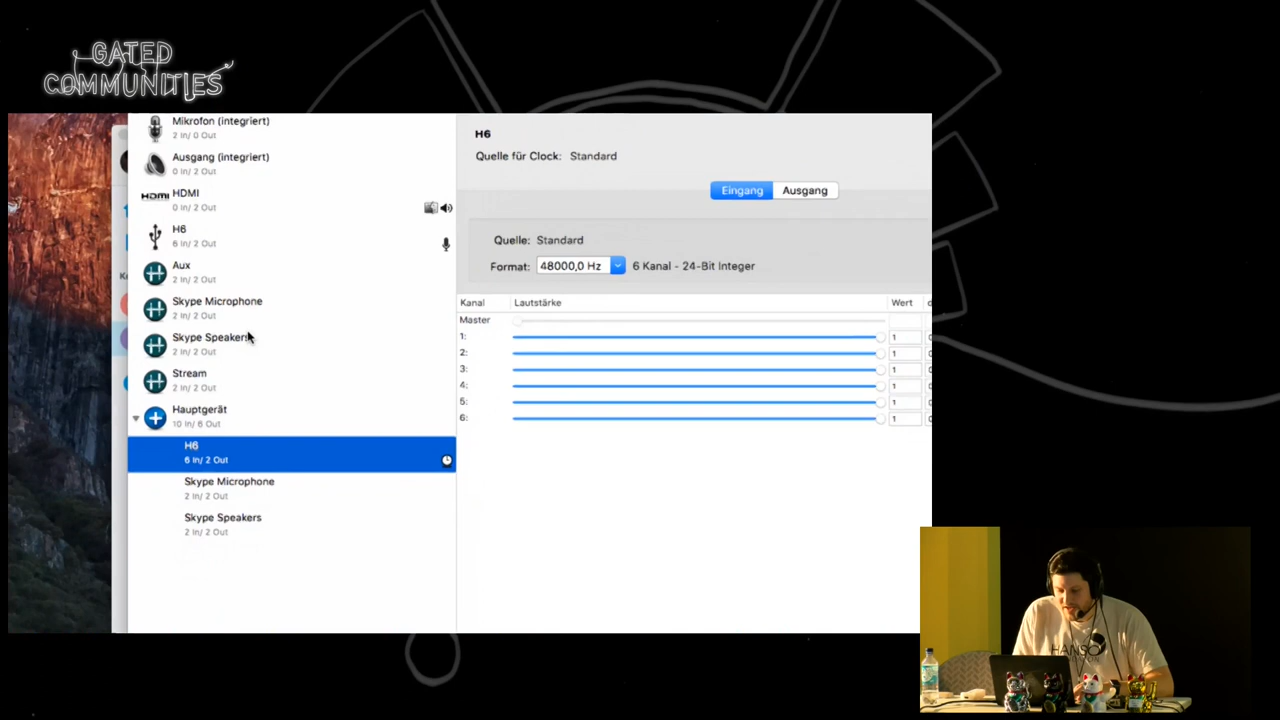 GATED
COMMUNITIES
Mikrofon (integriert)
2 In/ 0 Out
Ausgang (integriert)
0 In/ 2 Out
HDMI
HDMI
0 In/ 2 Out
H6
6 In/ 2 Out
Aux
2 In/ 2 Out
Skype Microphone
2 In/ 2 Out
Skype Speakers
2 In/ 2 Out
Stream
2 In/ 2 Out
Hauptgerät
10 In/ 6 Out
H6
6 In/ 2 Out
Skype Microphone
2 In/ 2 Out
Skype Speakers
2 In/ 2 Out
H6
Quelle für Clock: Standard
Eingang Ausgang
Quelle: Standard
Format: 48000,0 Hz 6 Kanal - 24-Bit Integer
Kanal Lautstärke Wert d
Master
1: 1
2: 1
3: 1
4: 1
5: 1
6: 1